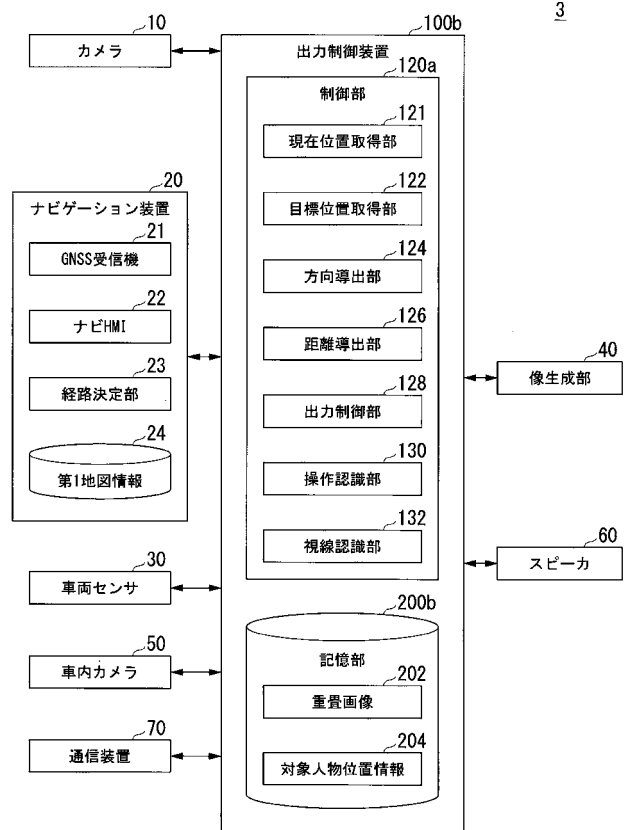 3
10
カメラ
100b
出力制御装置
120a
制御部
121
現在位置取得部
122
目標位置取得部
124
方向導出部
126
距離導出部
128
出力制御部
130
操作認識部
132
視線認識部
20
ナビゲーション装置
21
GNSS受信機
22
ナビHMI
23
経路決定部
24
第1地図情報
40
像生成部
60
スピーカ
30
車両センサ
50
車内カメラ
70
通信装置
200b
記憶部
202
重畳画像
204
対象人物位置情報